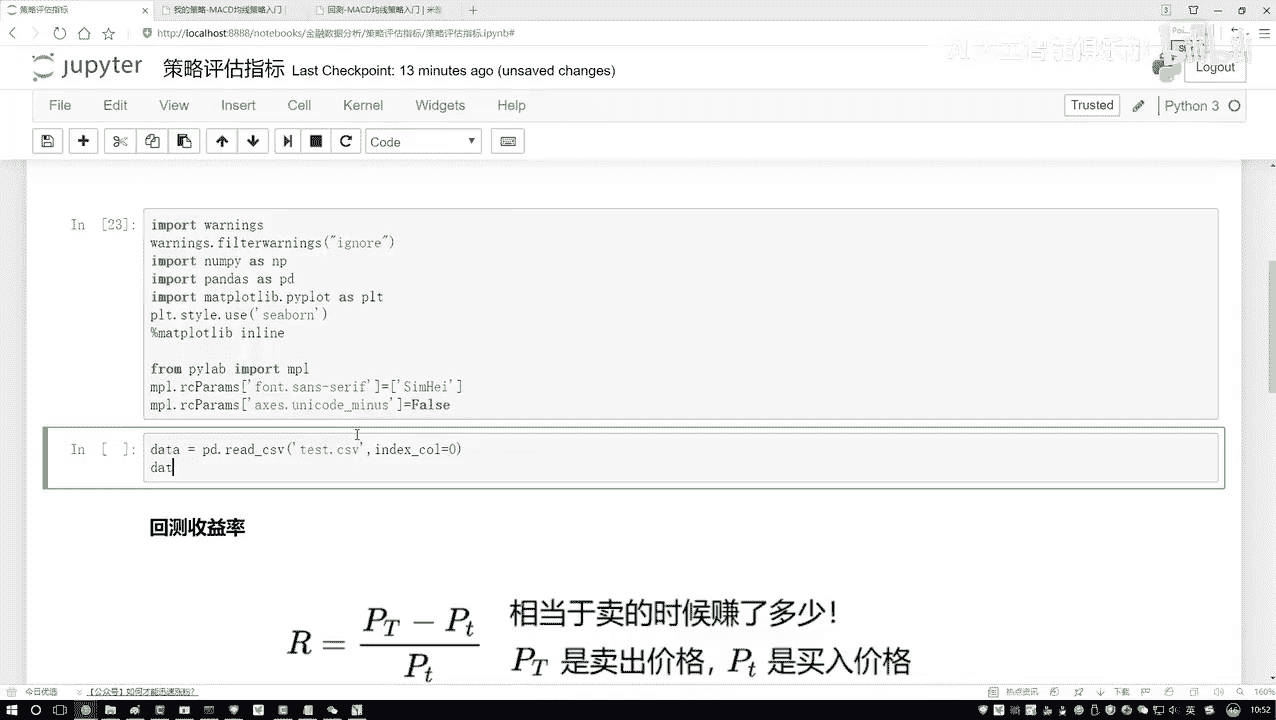 策略评估指标
我的策略-MACD均线策略入门
回测-MACD均线策略入门 | 米筐
3
http://localhost:8888/notebooks/金融数据分析/策略评估指标/策略评估指标.ipynb#
jupyter 策略评估指标 Last Checkpoint: 13 minutes ago (unsaved changes)
Logout
File Edit View Insert Cell Kernel Widgets Help
Trusted
Python 3
Code
In [23]:
import warnings
warnings.filterwarnings("ignore")
import numpy as np
import pandas as pd
import matplotlib.pyplot as plt
plt.style.use('seaborn')
%matplotlib inline
from pylab import mpl
mpl.rcParams['font.sans-serif']=['SimHei']
mpl.rcParams['axes.unicode_minus']=False
In [ ]:
data = pd.read_csv('test.csv',index_col=0)
dat
回测收益率
R = (P_T − P_t) / P_t
相当于卖的时候赚了多少!
P_T 是卖出价格, P_t 是买入价格
今日优选
【公众号】如何才能迅速涨粉?
热点资讯
下载
160%
英
10:52